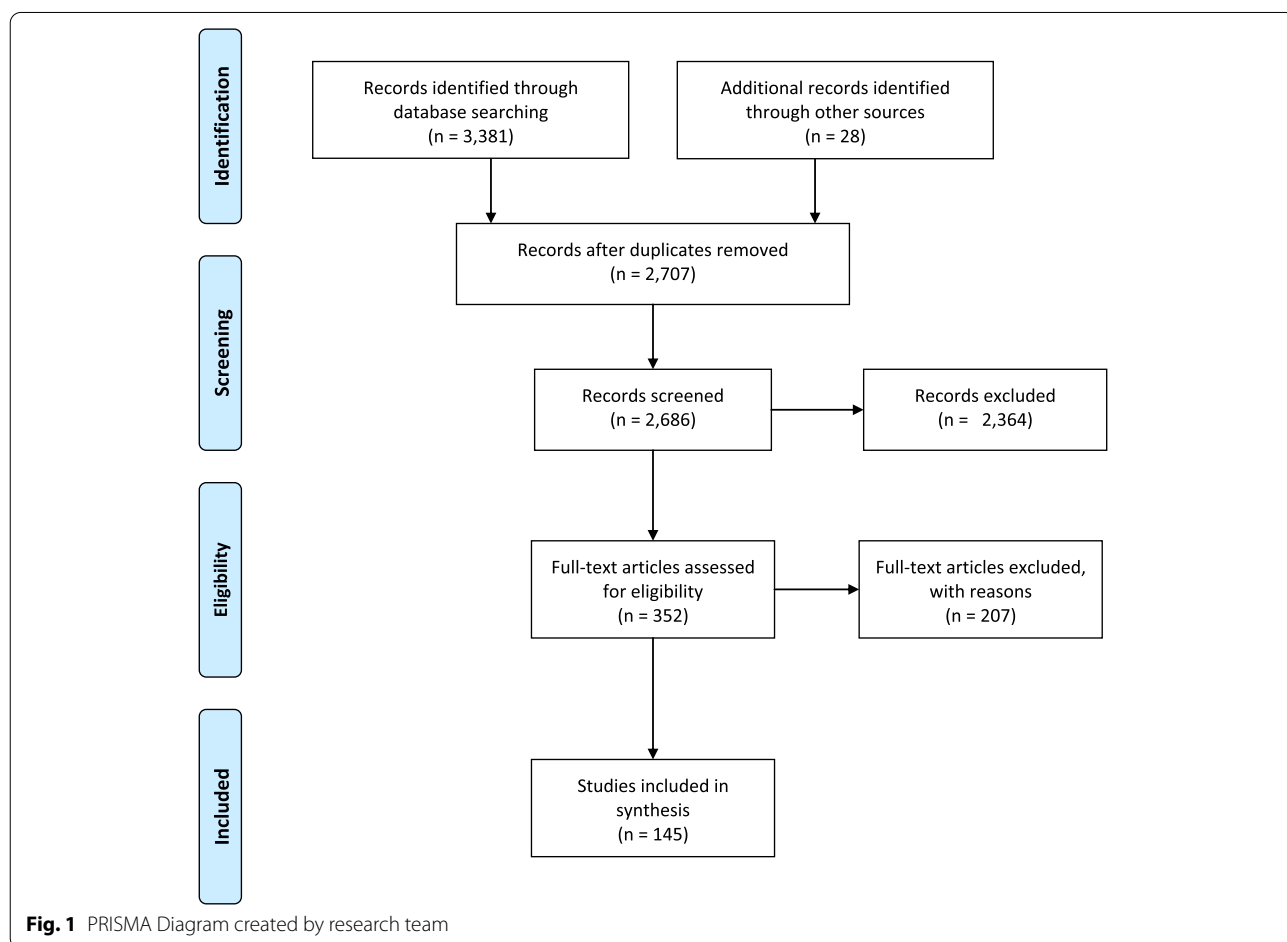 Identification
Records identified through
database searching
(n = 3,381)
Additional records identified
through other sources
(n = 28)
Records after duplicates removed
(n = 2,707)
Screening
Records screened
(n = 2,686)
Records excluded
(n =   2,364)
Eligibility
Full-text articles assessed
for eligibility
(n = 352)
Full-text articles excluded,
with reasons
(n = 207)
Included
Studies included in
synthesis
(n = 145)
Fig. 1 PRISMA Diagram created by research team